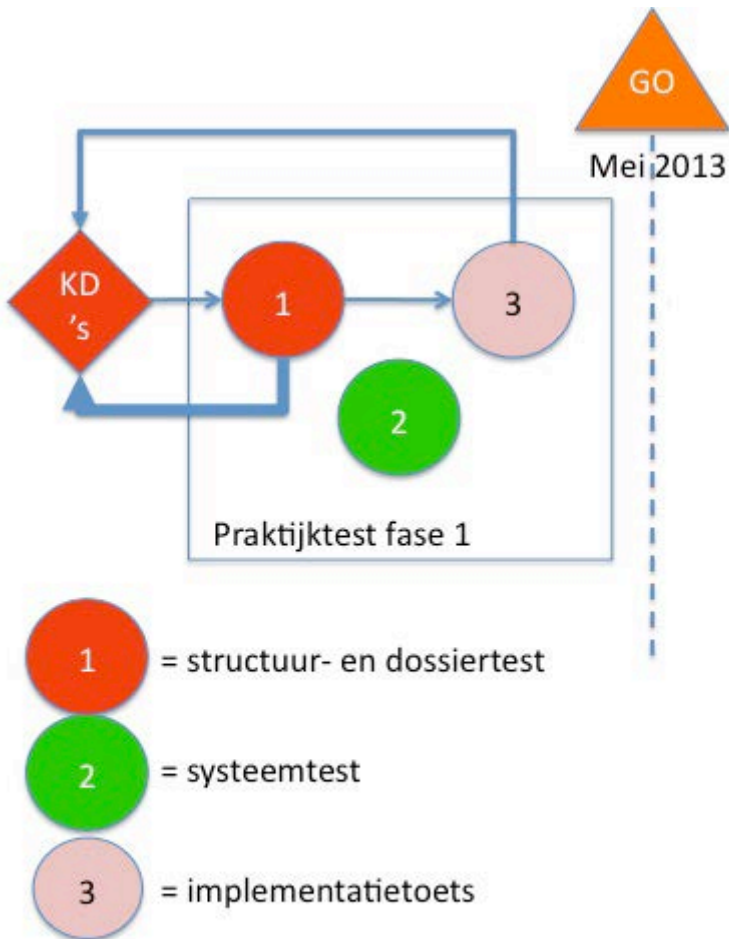 GO
Mei 2013
KD
's
1
3
2
Praktijktest fase 1
1
= structuur- en dossiertest
2
= systeemtest
3
= implementatietoets